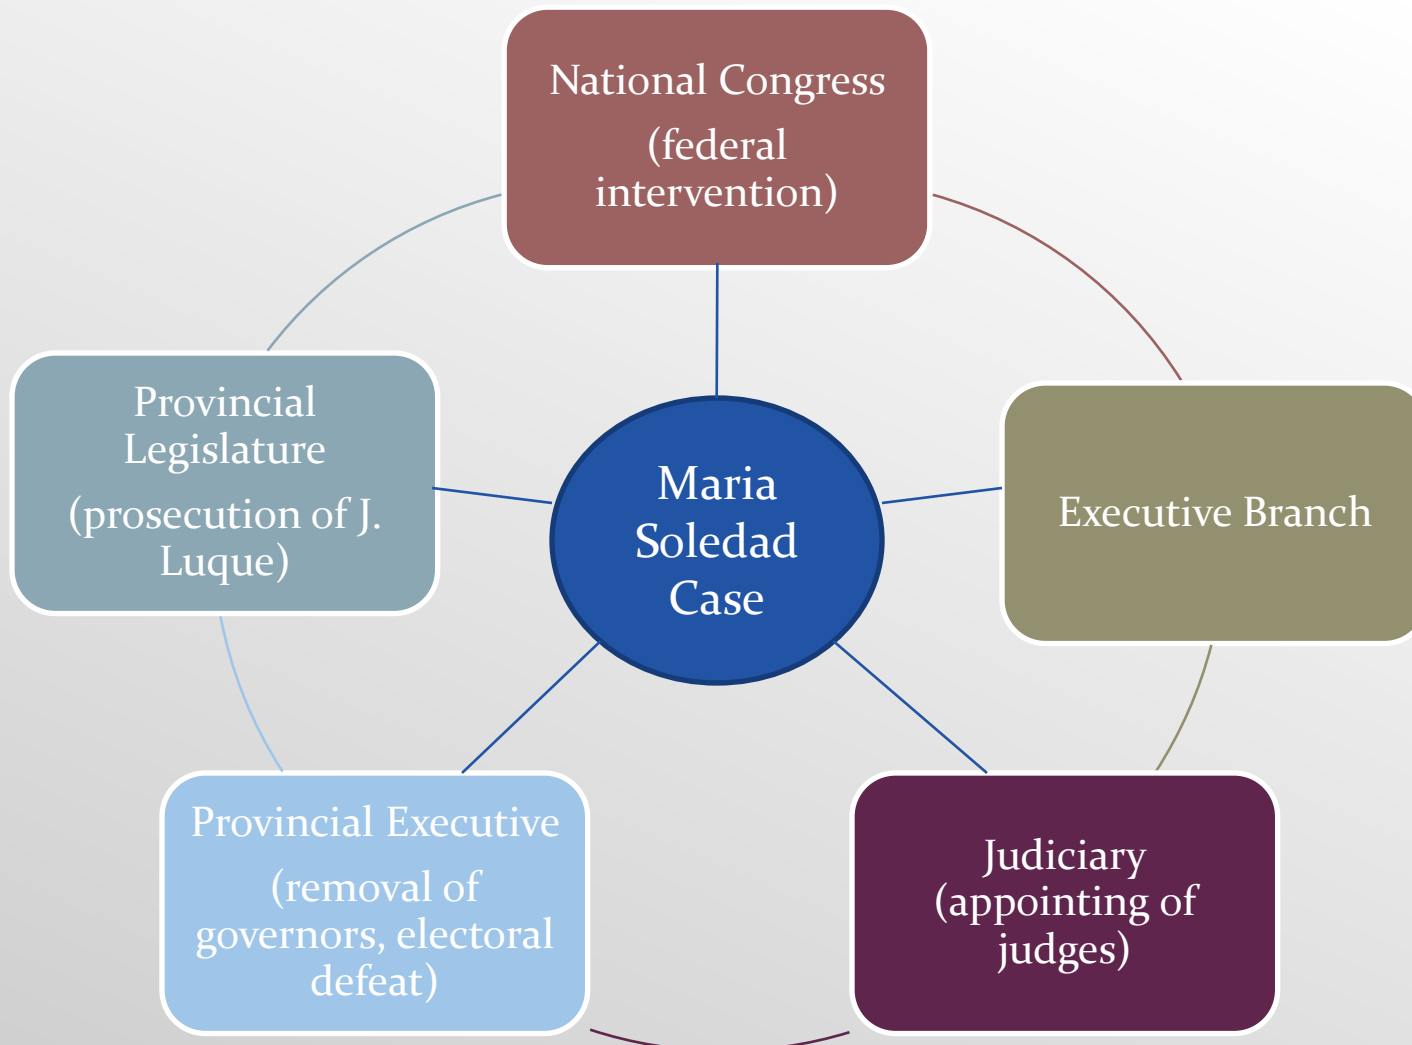 National Congress
(federal
intervention)
Provincial
Legislature
(prosecution of J.
Luque)
Maria
Soledad
Case
Executive Branch
Provincial Executive
(removal of
governors, electoral
defeat)
Judiciary
(appointing of
judges)